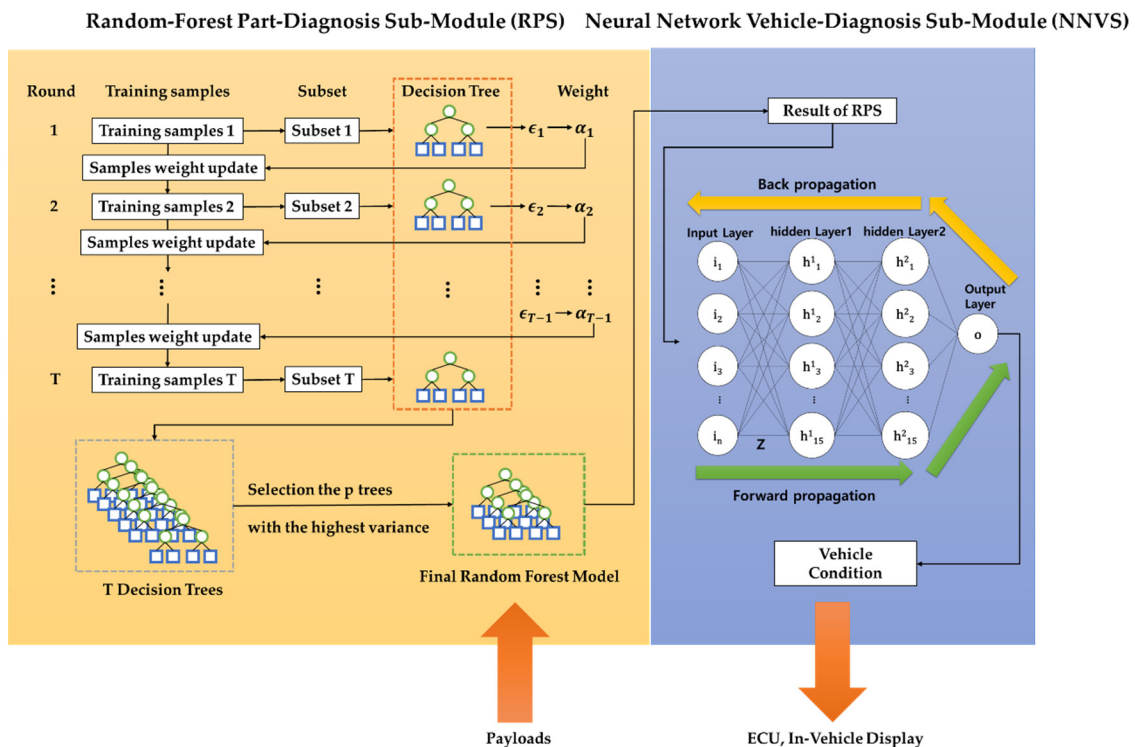 Random-Forest Part-Diagnosis Sub-Module (RPS) Neural Network Vehicle-Diagnosis Sub-Module (NNVS)
Round Training samples Subset Decision Tree Weight
1 Training samples 1 Subset 1 ϵ₁ α₁
Samples weight update
2 Training samples 2 Subset 2 ϵ₂ α₂
Samples weight update
⋮ ⋮ ⋮ ⋮ ⋮ ⋮
ϵT−1 αT−1
Samples weight update
T Training samples T Subset T
Selection the p trees
with the highest variance
T Decision Trees
Final Random Forest Model
Payloads
Result of RPS
Back propagation
Input Layer hidden Layer1 hidden Layer2
Output
Layer
i₁ h¹₁ h²₁
i₂ h¹₂ h²₂
o
i₃ h¹₃ h²₃
⋮ ⋮ ⋮
iₙ h¹₁₅ h²₁₅
Z
Forward propagation
Vehicle
Condition
ECU, In-Vehicle Display